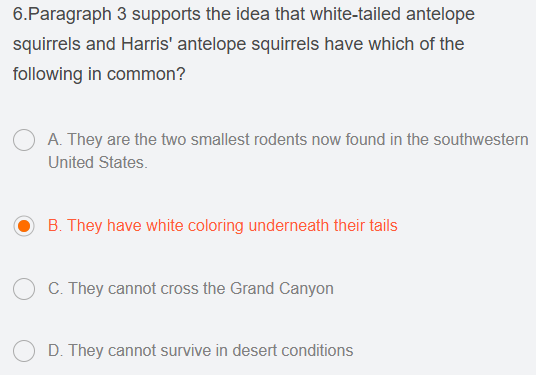 6.Paragraph 3 supports the idea that white-tailed antelope
squirrels and Harris' antelope squirrels have which of the
following in common?
A. They are the two smallest rodents now found in the southwestern
United States.
B. They have white coloring underneath their tails
C. They cannot cross the Grand Canyon
D. They cannot survive in desert conditions